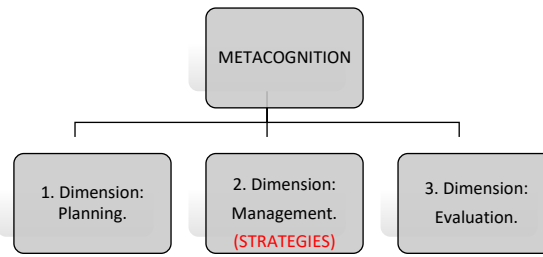 METACOGNITION
1. Dimension:
Planning.
2. Dimension:
Management.
(STRATEGIES)
3. Dimension:
Evaluation.